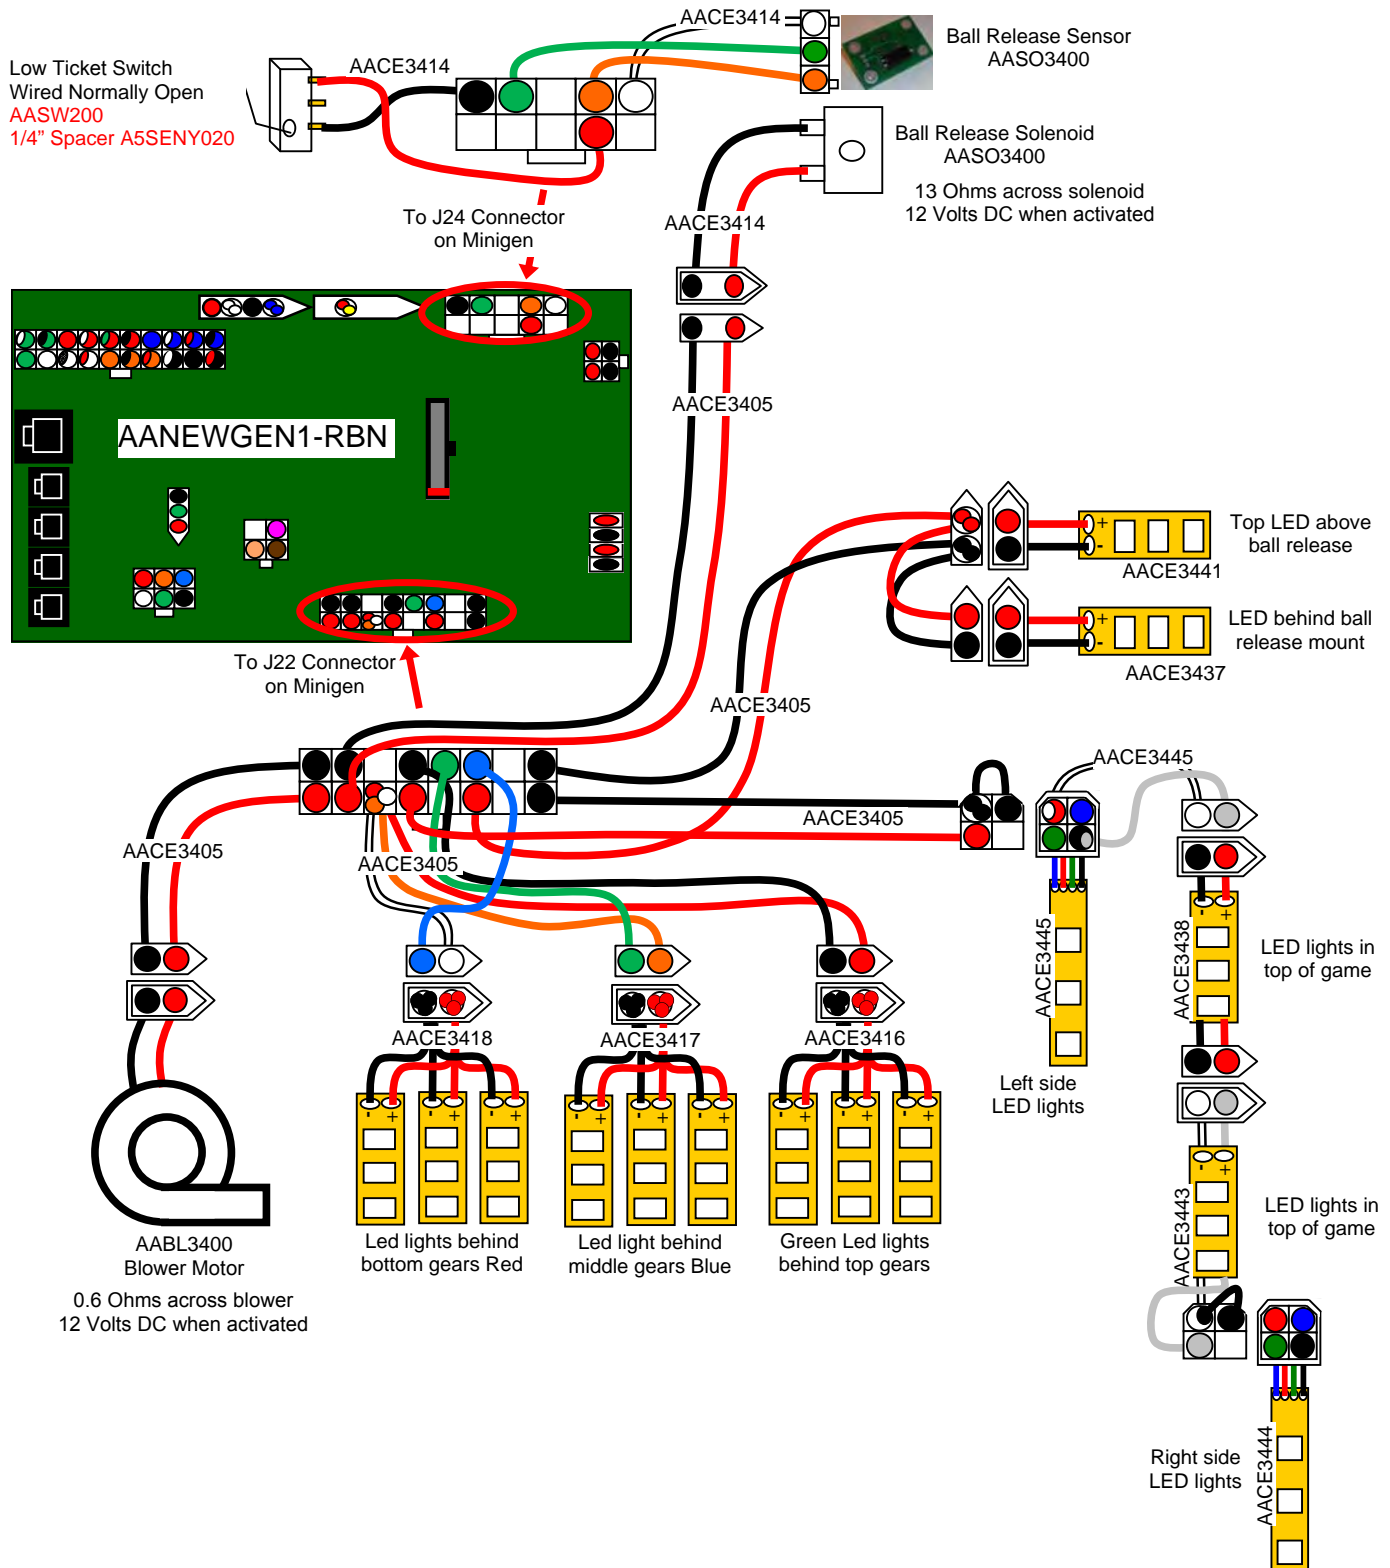 AACE3414
Ball Release Sensor
AASO3400
Low Ticket Switch
Wired Normally Open
AASW200
1/4” Spacer A5SENY020
AACE3414
Ball Release Solenoid
AASO3400
13 Ohms across solenoid
12 Volts DC when activated
To J24 Connector
on Minigen
AACE3414
AACE3405
AANEWGEN1-RBN
+
-
Top LED above
ball release
AACE3441
+
-
LED behind ball
release mount
AACE3437
To J22 Connector
on Minigen
AACE3405
AACE3445
AACE3405
AACE3405
AACE3405
AACE3445
Left side
LED lights
- +
AACE3438
LED lights in
top of game
AACE3418
AACE3417
AACE3416
- +
- +
- +
- +
- +
- +
- +
- +
- +
Led lights behind
bottom gears Red
Led light behind
middle gears Blue
Green Led lights
behind top gears
- +
AACE3443
LED lights in
top of game
AABL3400
Blower Motor
0.6 Ohms across blower
12 Volts DC when activated
AACE3444
Right side
LED lights